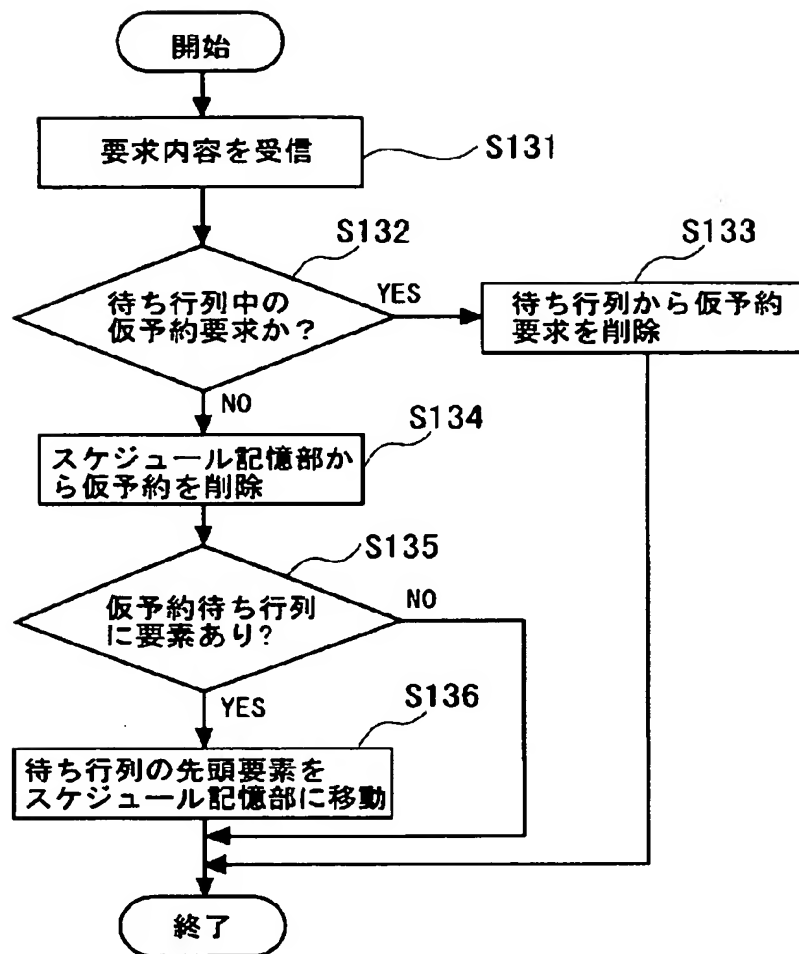 開始
要求内容を受信
S131
S132
待ち行列中の
仮予約要求か？
YES
S133
待ち行列から仮予約
要求を削除
NO
S134
スケジュール記憶部か
ら仮予約を削除
S135
仮予約待ち行列
に要素あり?
NO
YES
S136
待ち行列の先頭要素を
スケジュール記憶部に移動
終了